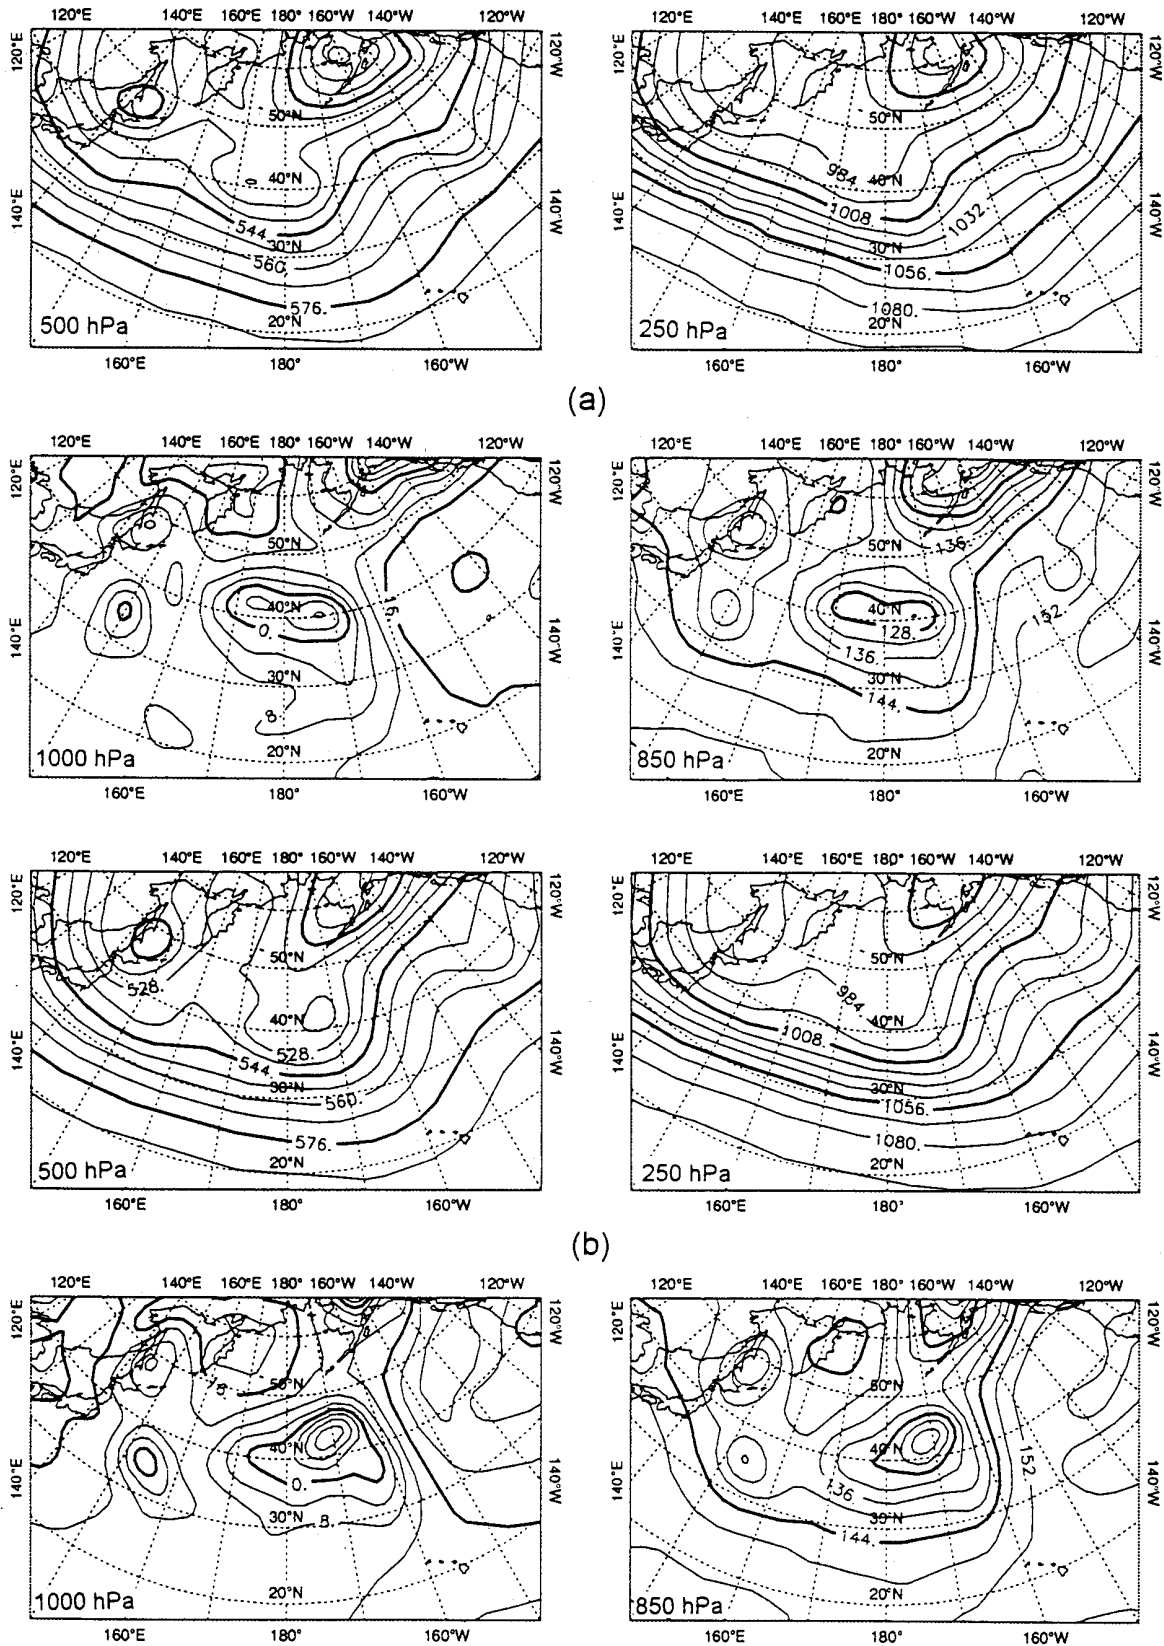 120°E 140°E 160°E 180° 160°W 140°W 120°W
120°E 120°W
50°N
40°N
140°E 544. 30°N 140°W
560.
576.
20°N
500 hPa
160°E 180° 160°W
120°E 140°E 160°E 180° 160°W 140°W 120°W
120°E 120°W
50°N
984. 40°N
140°E 1008. 1032 140°W
30°N
1056.
1080.
20°N
250 hPa
160°E 180° 160°W
(a)
120°E 140°E 160°E 180° 160°W 140°W 120°W
120°E 120°W
50°N
40°N 16.
140°E 0. 140°W
30°N
8.
20°N
1000 hPa
160°E 180° 160°W
120°E 140°E 160°E 180° 160°W 140°W 120°W
120°E 120°W
50°N 136.
40°N 152.
140°E 128. 140°W
136.
30°N
144.
20°N
850 hPa
160°E 180° 160°W
120°E 140°E 160°E 180° 160°W 140°W 120°W
120°E 120°W
50°N
528.
40°N
140°E 528. 140°W
544.
30°N
560.
576.
20°N
500 hPa
160°E 180° 160°W
120°E 140°E 160°E 180° 160°W 140°W 120°W
120°E 120°W
50°N
984.
40°N
140°E 1008. 140°W
30°N
1056.
1080.
20°N
250 hPa
160°E 180° 160°W
(b)
120°E 140°E 160°E 180° 160°W 140°W 120°W
120°E 120°W
50°N
40°N
140°E 0. 140°W
30°N 8.
20°N
1000 hPa
160°E 180° 160°W
120°E 140°E 160°E 180° 160°W 140°W 120°W
120°E 120°W
50°N
40°N 152.
140°E 136. 140°W
30°N
144.
20°N
850 hPa
160°E 180° 160°W